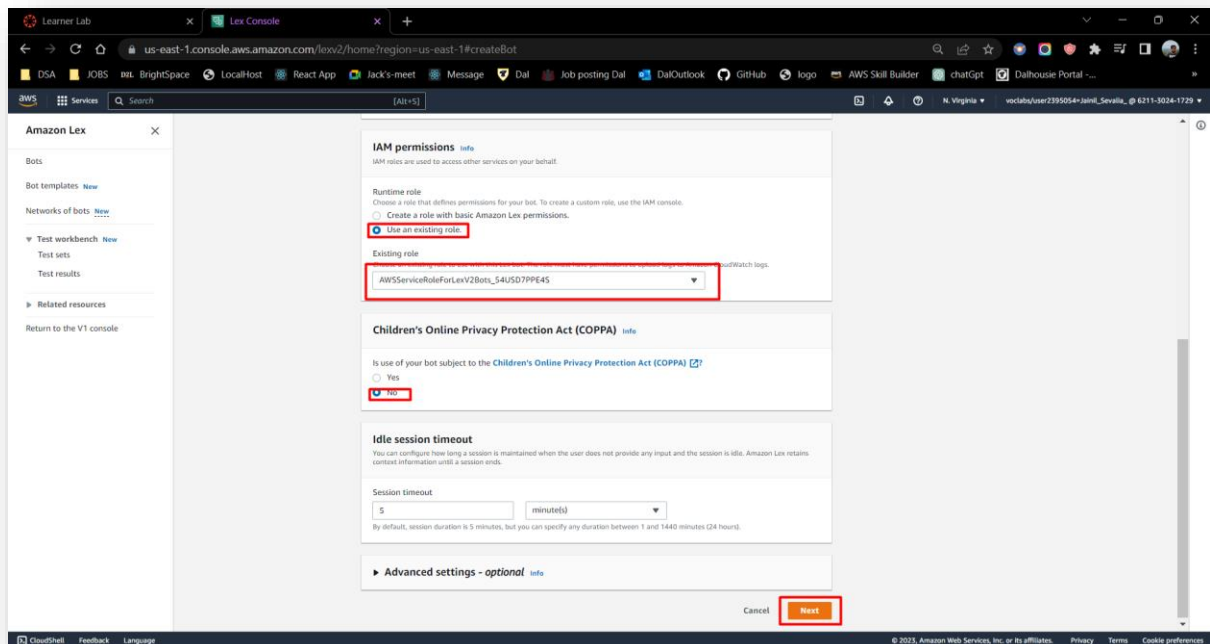 Learner Lab
Lex Console
us-east-1.console.aws.amazon.com/lexv2/home?region=us-east-1#createBot
DSA JOBS BrightSpace LocalHost React App Jack's-meet Message Dal Job posting Dal DalOutlook GitHub logo AWS Skill Builder chatGpt Dalhousie Portal -...
aws Services Search [Alt+S] N. Virginia voclabs/user2395054=Jainil_Sevalia_ @ 6211-3024-1729
Amazon Lex
Bots
Bot templates New
Networks of bots New
Test workbench New
Test sets
Test results
Related resources
Return to the V1 console
IAM permissions Info
IAM roles are used to access other services on your behalf.
Runtime role
Choose a role that defines permissions for your bot. To create a custom role, use the IAM console.
Create a role with basic Amazon Lex permissions.
Use an existing role.
Existing role
AWSServiceRoleForLexV2Bots_54USD7PPE4S
Children's Online Privacy Protection Act (COPPA) Info
Is use of your bot subject to the Children's Online Privacy Protection Act (COPPA) ?
Yes
No
Idle session timeout
You can configure how long a session is maintained when the user does not provide any input and the session is idle. Amazon Lex retains
context information until a session ends.
Session timeout
5 minute(s)
By default, session duration is 5 minutes, but you can specify any duration between 1 and 1440 minutes (24 hours).
Advanced settings - optional Info
Cancel Next
CloudShell Feedback Language © 2023, Amazon Web Services, Inc. or its affiliates. Privacy Terms Cookie preferences